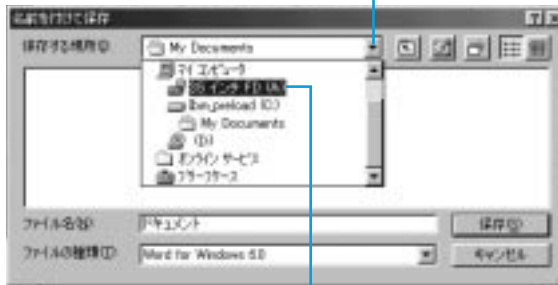 名前を付けて保存
保存する場所(I):
My Documents
マイ コンピュータ
3.5 インチ FD (A:)
Ibm_preload (C:)
My Documents
(D:)
オンライン サービス
ブリーフケース
ファイル名(N):
ドキュメント
保存(S)
ファイルの種類(T):
Word for Windows 6.0
キャンセル